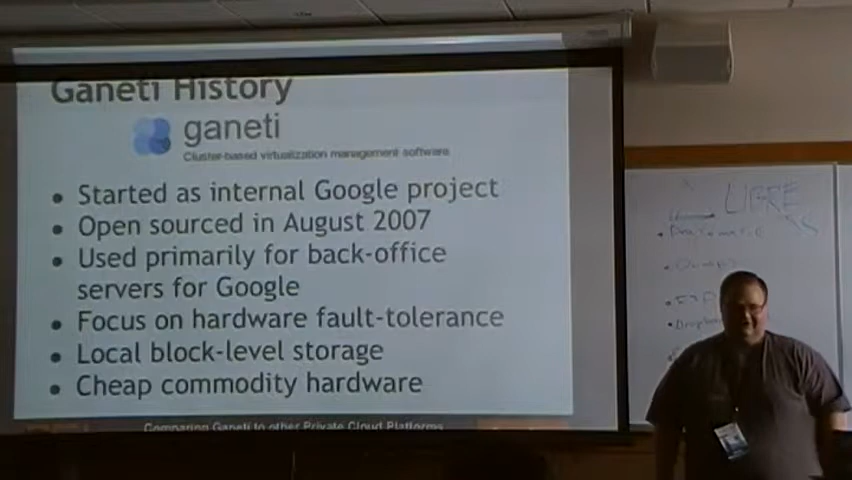 Ganeti History
ganeti
Cluster-based virtualization management software
• Started as internal Google project
• Open sourced in August 2007
• Used primarily for back-office
servers for Google
• Focus on hardware fault-tolerance
• Local block-level storage
• Cheap commodity hardware
Comparing Ganeti to other Private Cloud Platforms
LIBRE